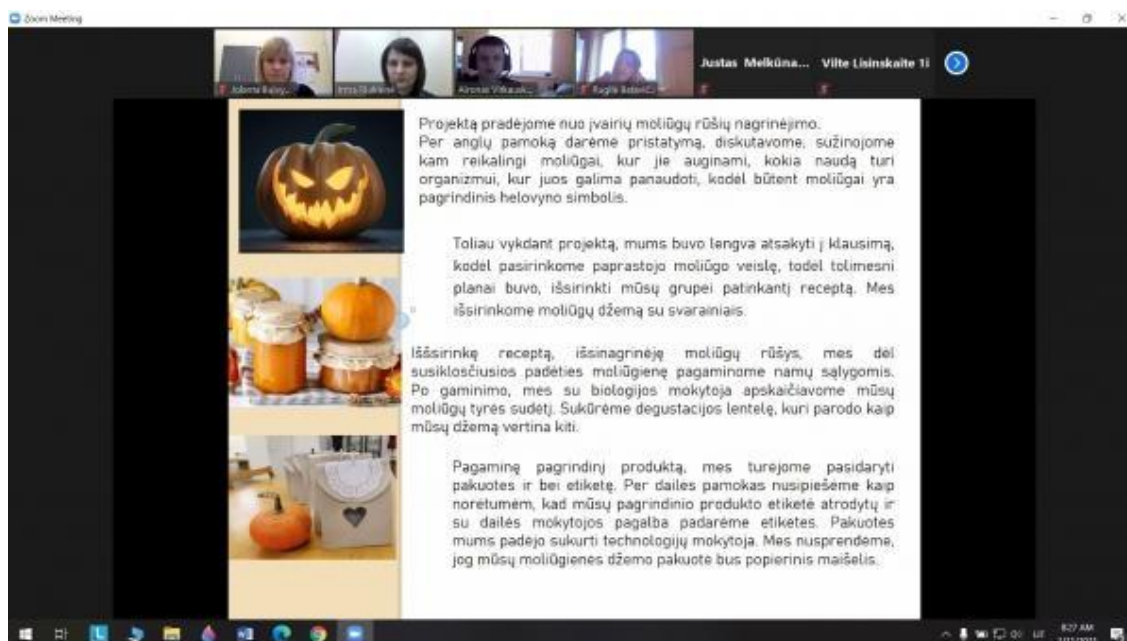 Zoom Meeting
Justas Melkūna...
Vilte Lisinskaite 1i
Projektą pradėjome nuo įvairių moliūgų rūšių nagrinėjimo.
Per anglų pamoką darėme pristatymą, diskutavome, sužinojome
kam reikalingi moliūgai, kur jie auginami, kokia naudą turi
organizmui, kur juos galima panaudoti, kodėl būtent moliūgai yra
pagrindinis helovyno simbolis.
Toliau vykdant projektą, mums buvo lengva atsakyti į klausimą,
kodėl pasirinkome paprastojo moliūgo veislę, todėl tolimesni
planai buvo, išsirinkti mūsų grupei patinkantį receptą. Mes
išsirinkome moliūgų džemą su svarainiais.
Iššsirinkę receptą, išsinagrinėję moliūgų rūšys, mes dėl
susiklosčiusios padėties moliūgienę pagaminome namų sąlygomis.
Po gaminimo, mes su biologijos mokytoja apskaičiavome mūsų
moliūgų tyrės sudėtį. Sukūrėme degustacijos lentelę, kuri parodo kaip
mūsų džemą vertina kiti.
Pagaminę pagrindinį produktą, mes turėjome pasidaryti
pakuotes ir bei etiketę. Per dailės pamokas nusipiešėme kaip
norėtumėm, kad mūsų pagrindinio produkto etiketė atrodytų ir
su dailės mokytojos pagalba padarėme etiketes. Pakuotes
mums padėjo sukurti technologijų mokytoja. Mes nusprendėme,
jog mūsų moliūgienės džemo pakuotė bus popierinis maišelis.
8:27 AM